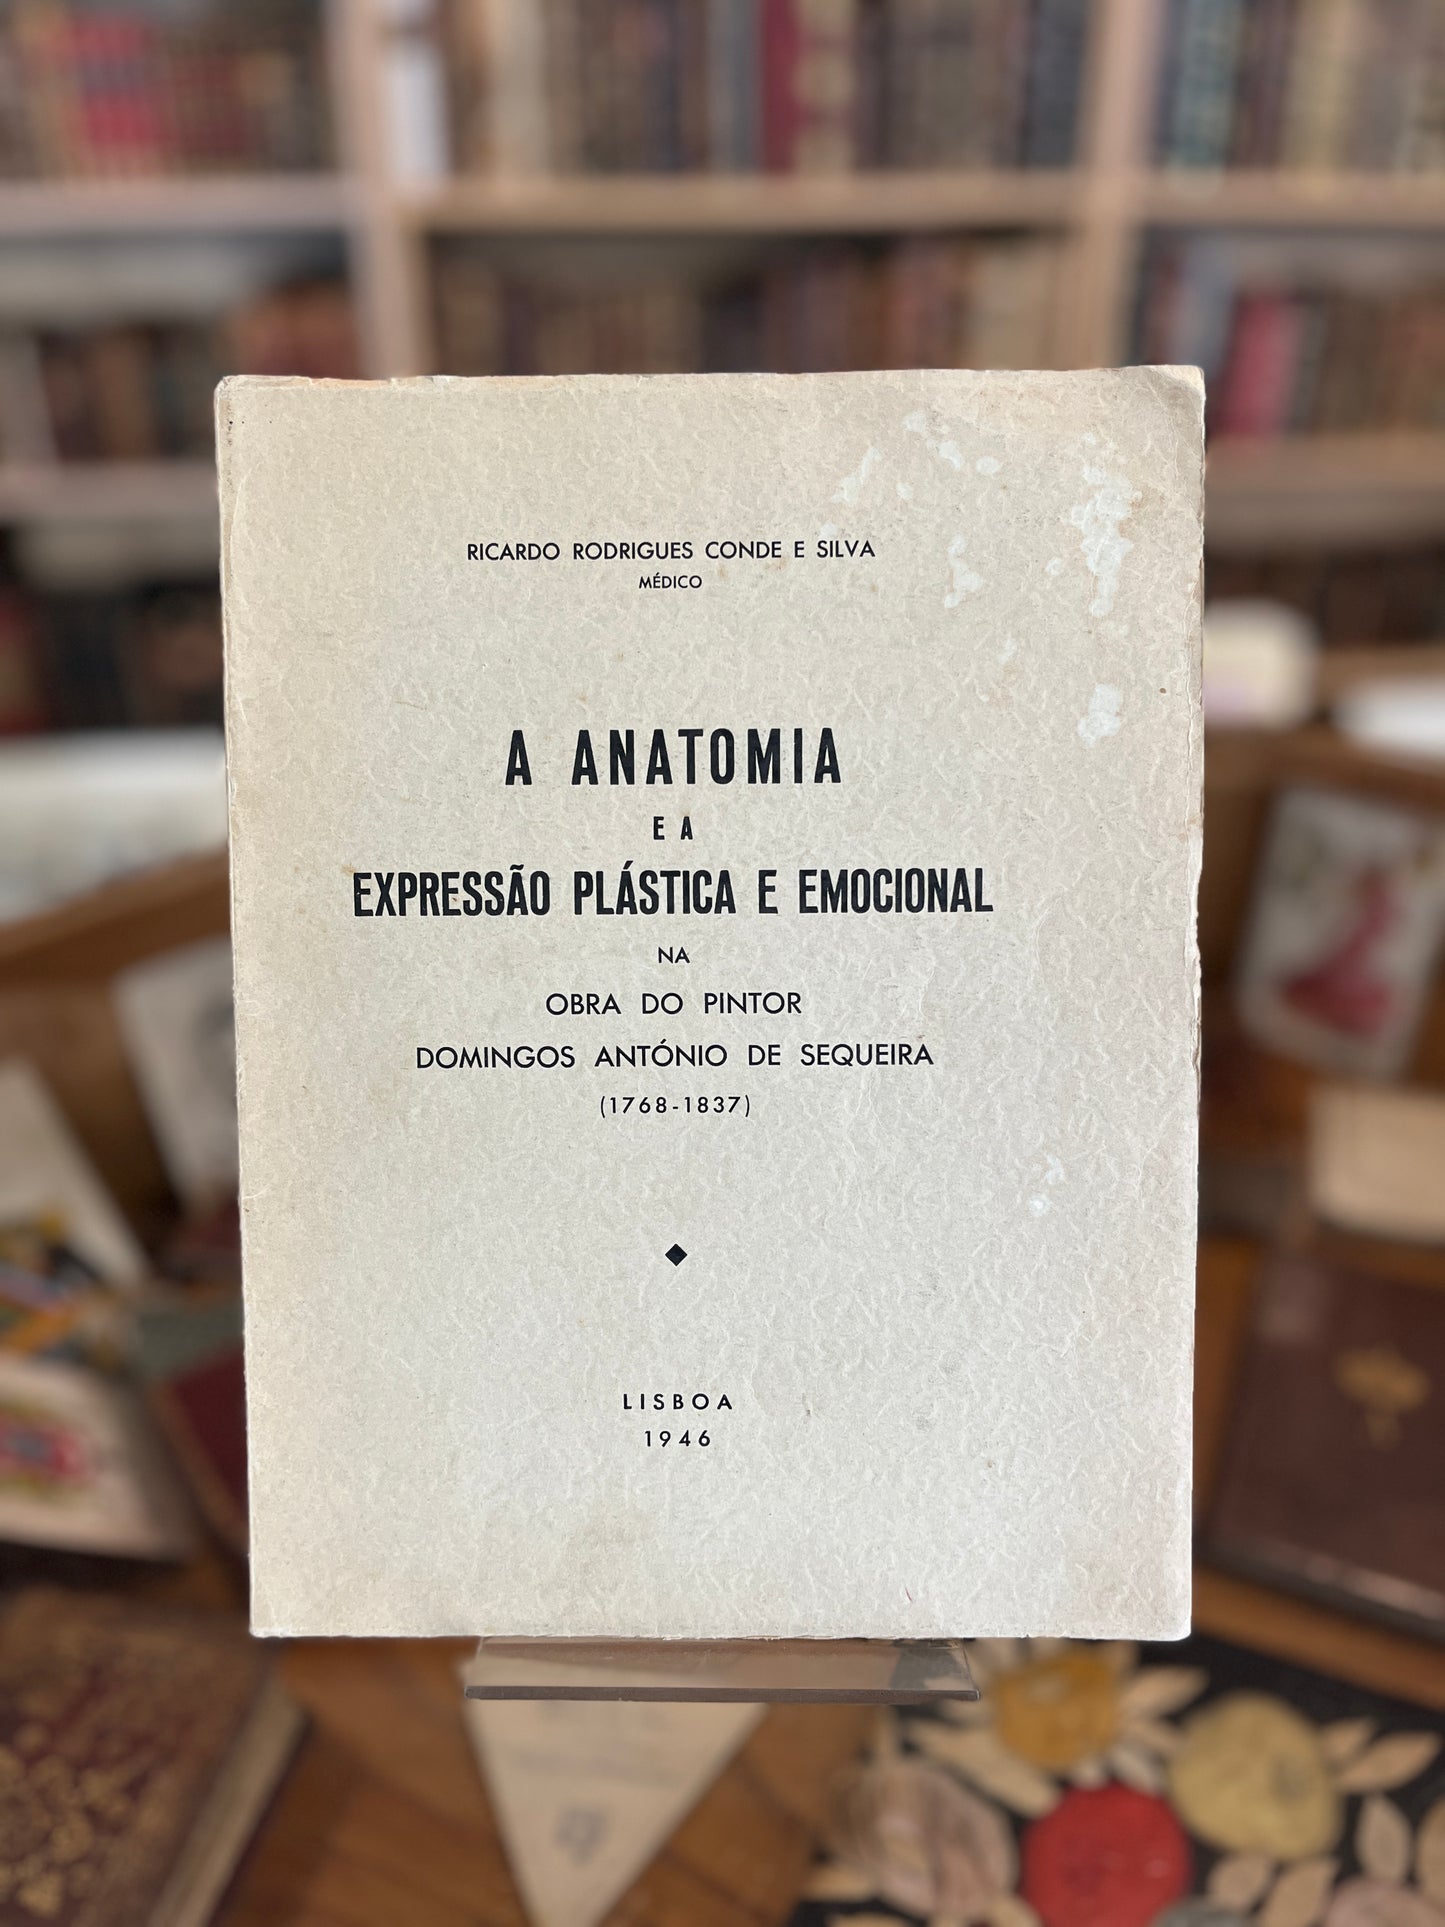 RICARDO RODRIGUES CONDE E SILVA
MÉDICO
A ANATOMIA
E A
EXPRESSÃO PLÁSTICA E EMOCIONAL
NA
OBRA DO PINTOR
DOMINGOS ANTÓNIO DE SEQUEIRA
(1768-1837)
LISBOA
1946